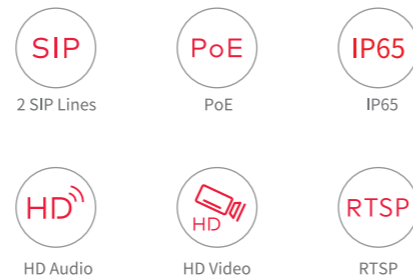 SIP
PoE
IP65
2 SIP Lines
PoE
IP65
HD
HD
RTSP
HD Audio
HD Video
RTSP